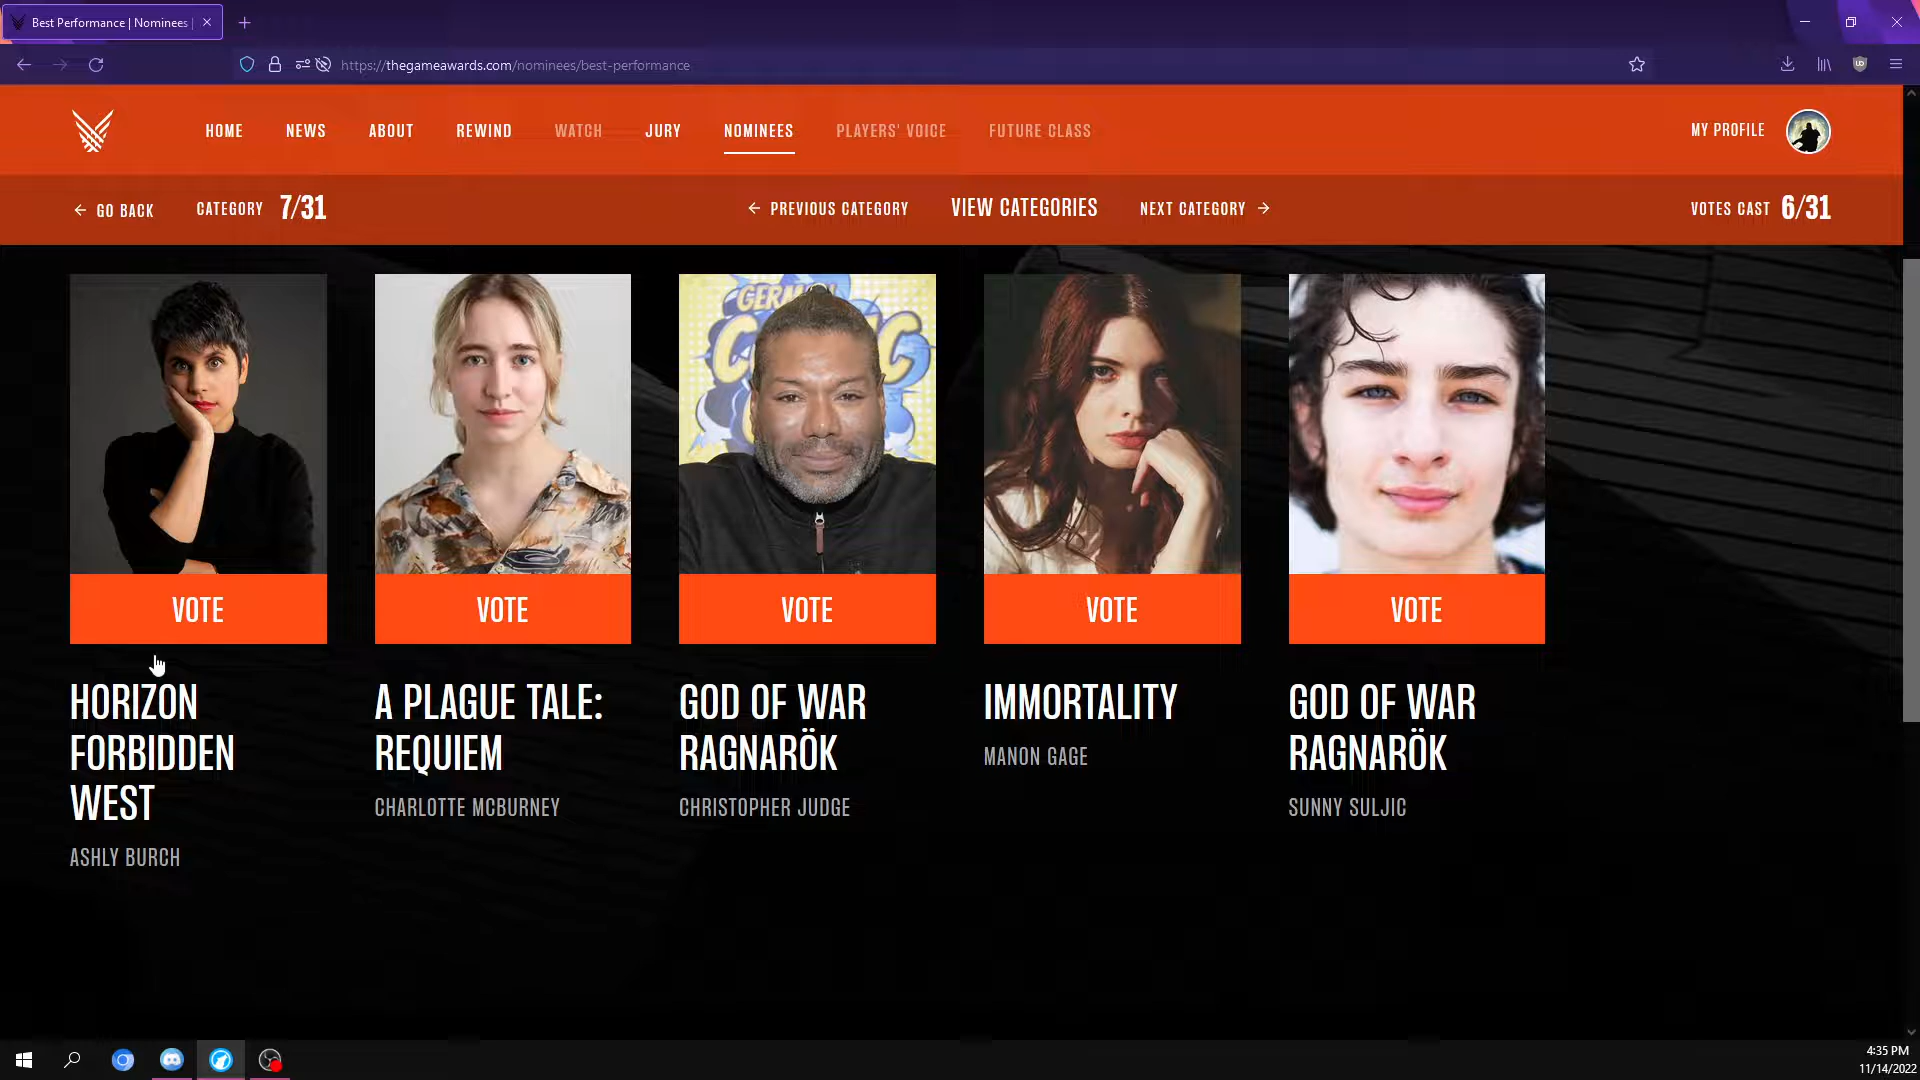 Best Performance | Nominees |
https://thegameawards.com/nominees/best-performance
HOME NEWS ABOUT REWIND WATCH JURY NOMINEES PLAYERS' VOICE FUTURE CLASS MY PROFILE
GO BACK CATEGORY 7/31 PREVIOUS CATEGORY VIEW CATEGORIES NEXT CATEGORY VOTES CAST 6/31
GERMAN
VOTE VOTE VOTE VOTE VOTE
HORIZON
FORBIDDEN
WEST
ASHLY BURCH
A PLAGUE TALE:
REQUIEM
CHARLOTTE MCBURNEY
GOD OF WAR
RAGNARÖK
CHRISTOPHER JUDGE
IMMORTALITY
MANON GAGE
GOD OF WAR
RAGNARÖK
SUNNY SULJIC
4:35 PM
11/14/2022